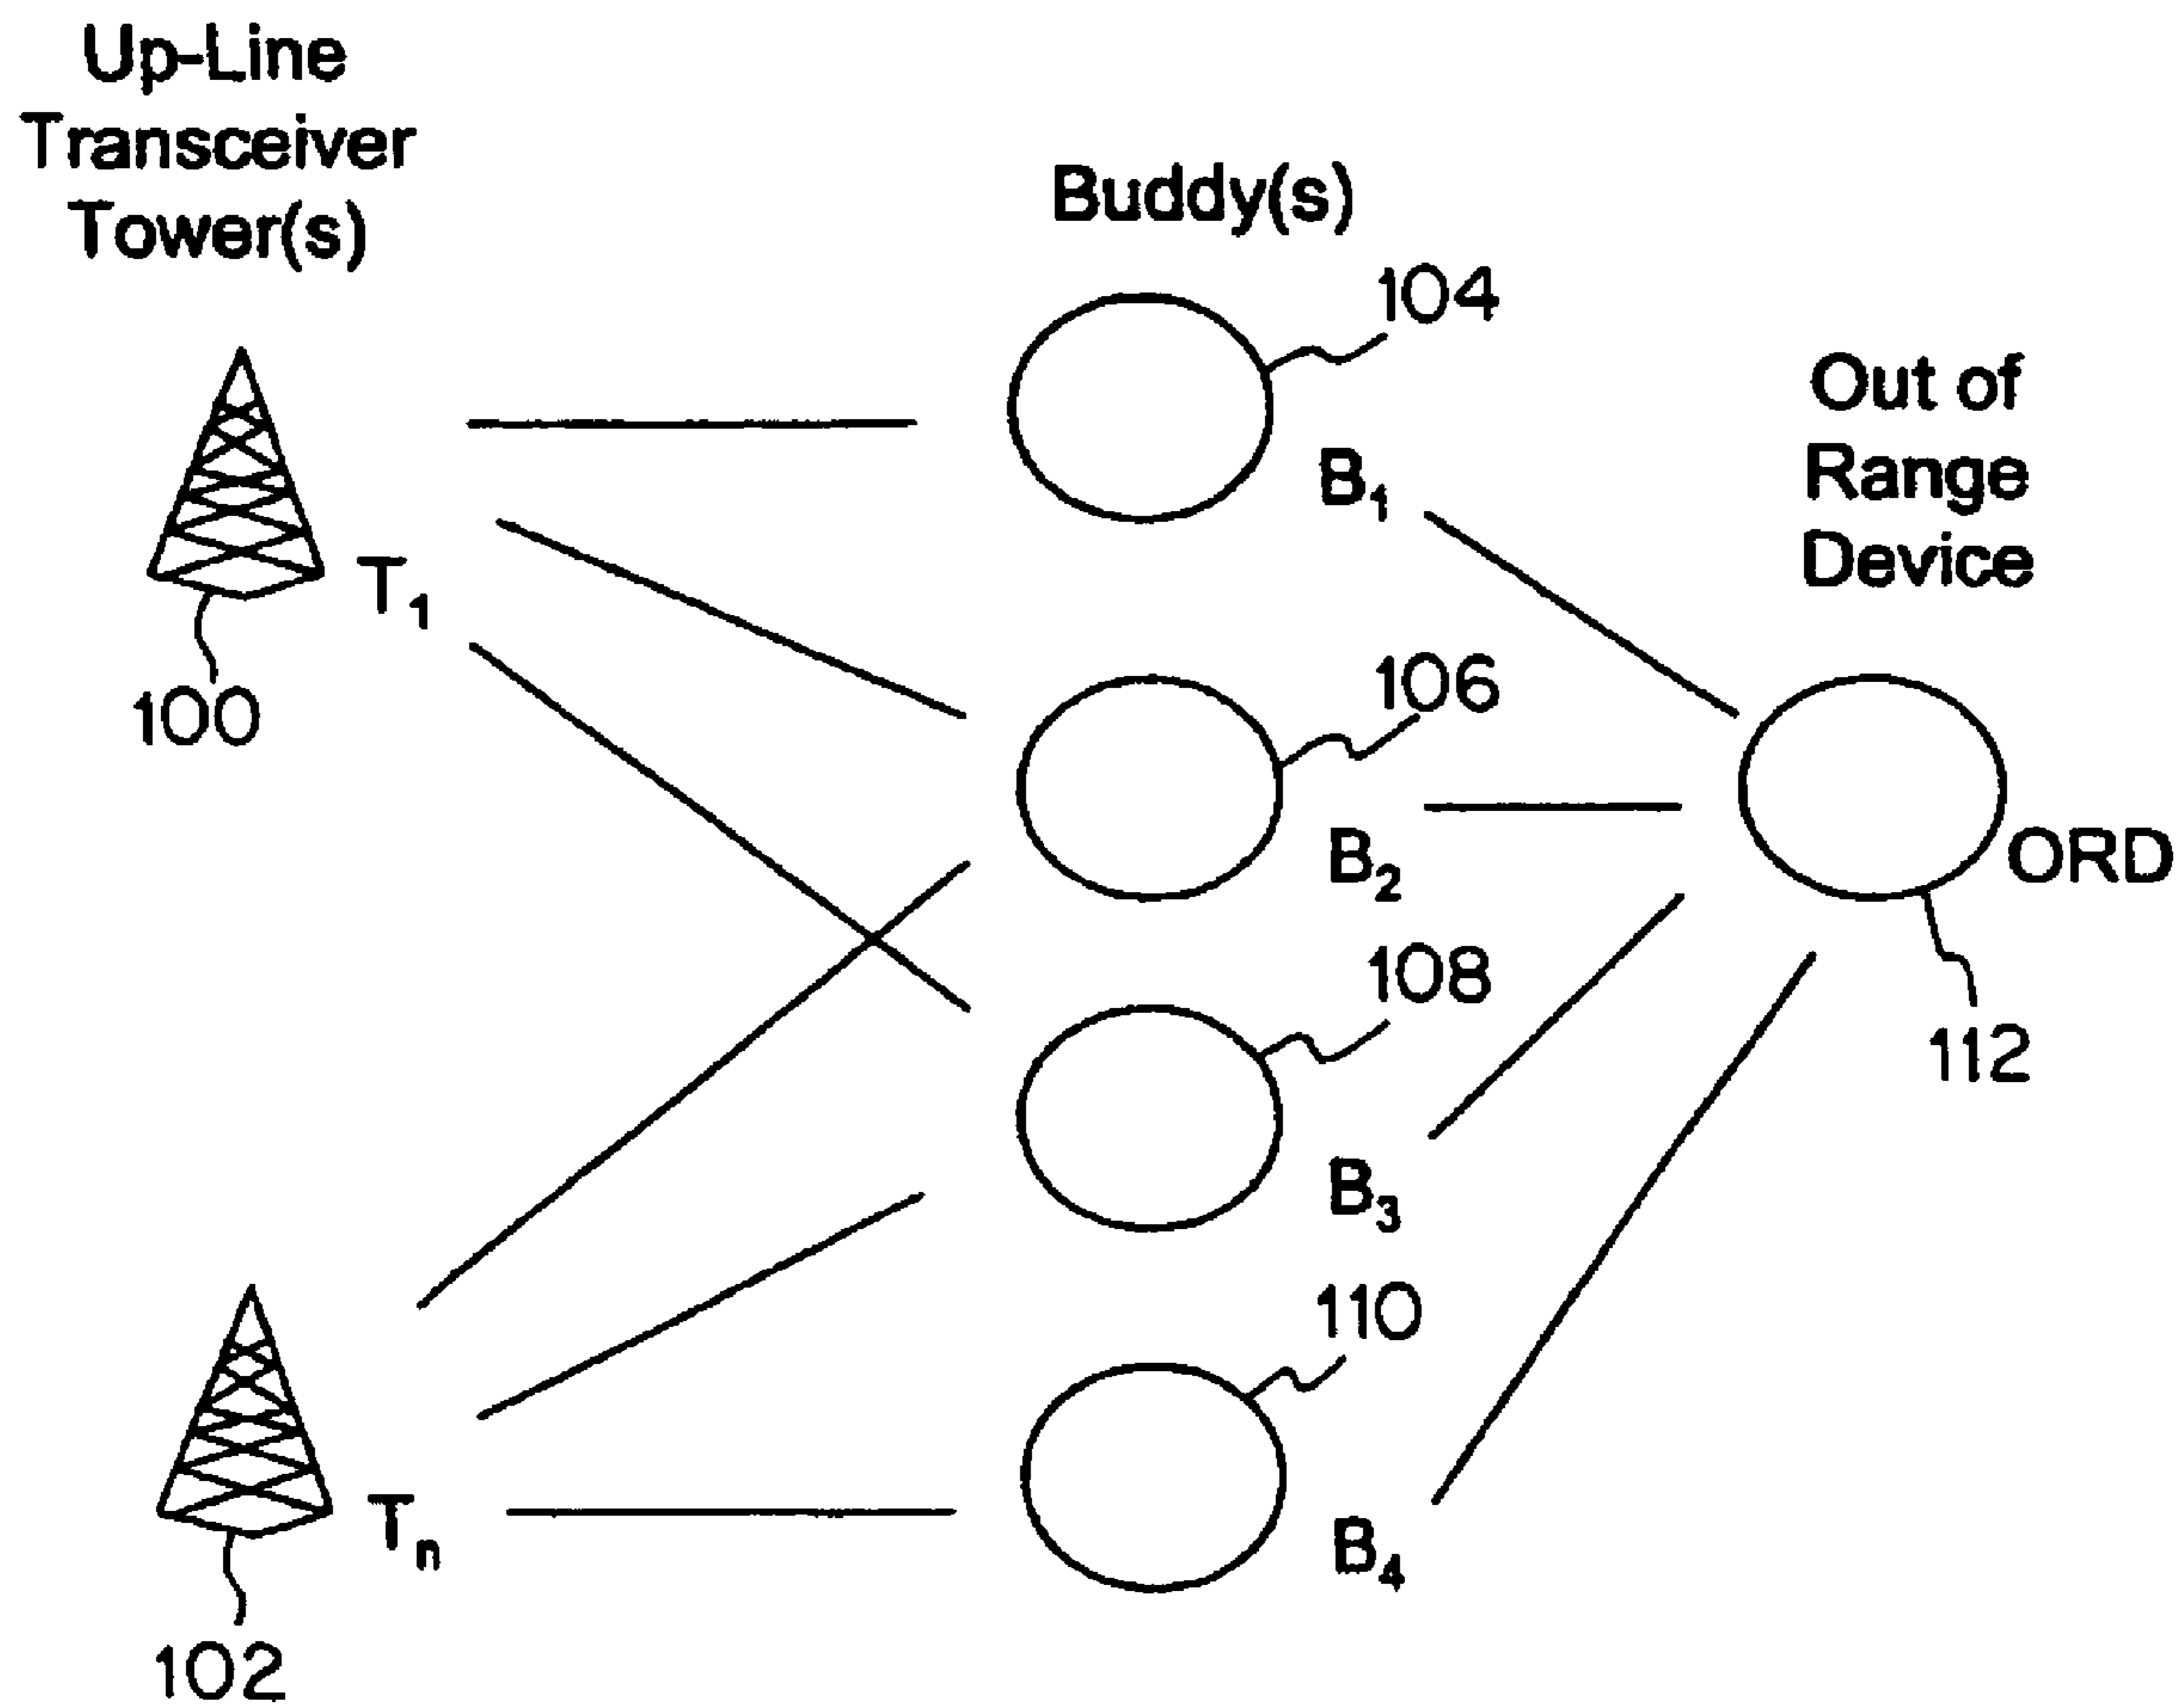 Up-Line
Transceiver
Tower(s)
Buddy(s)
104
Out of
Range
Device
B₁
T₁
100
106
B₂
ORD
108
112
B₃
110
Tₙ
B₄
102